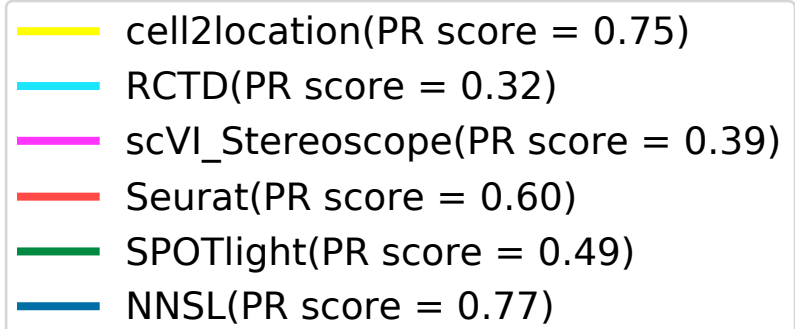 cell2location(PR score = 0.75)
RCTD(PR score = 0.32)
scVI_Stereoscope(PR score = 0.39)
Seurat(PR score = 0.60)
SPOTlight(PR score = 0.49)
NNSL(PR score = 0.77)